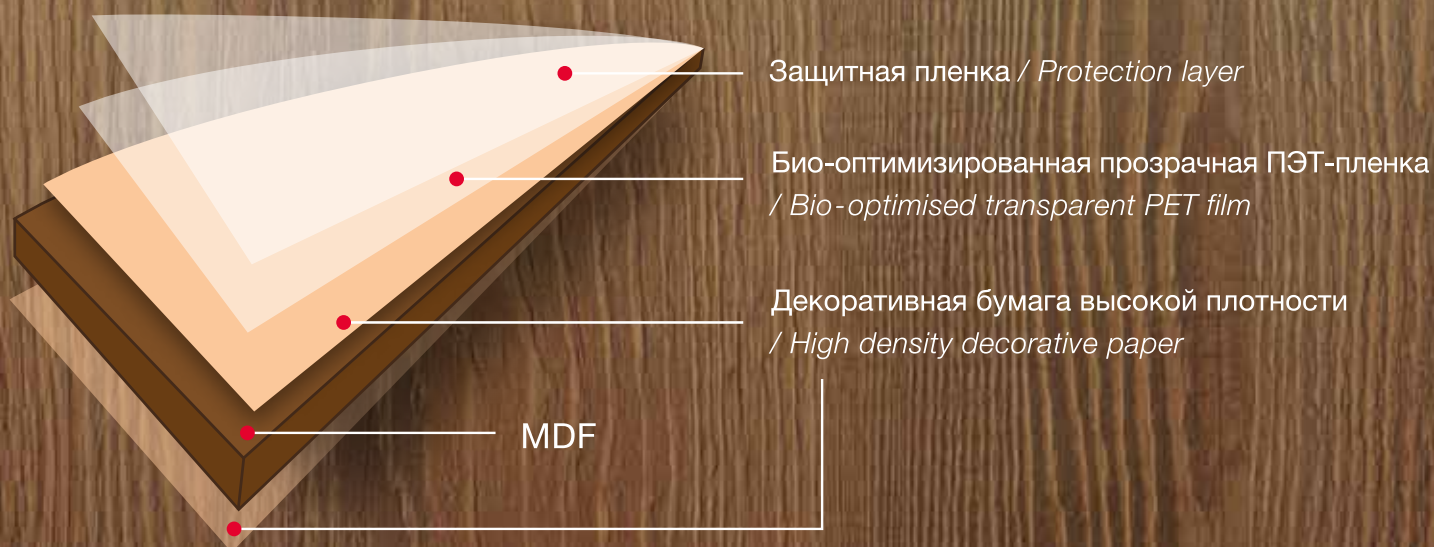 Защитная пленка / Protection layer
Био-оптимизированная прозрачная ПЭТ-пленка
/ Bio-optimised transparent PET film
Декоративная бумага высокой плотности
/ High density decorative paper
MDF